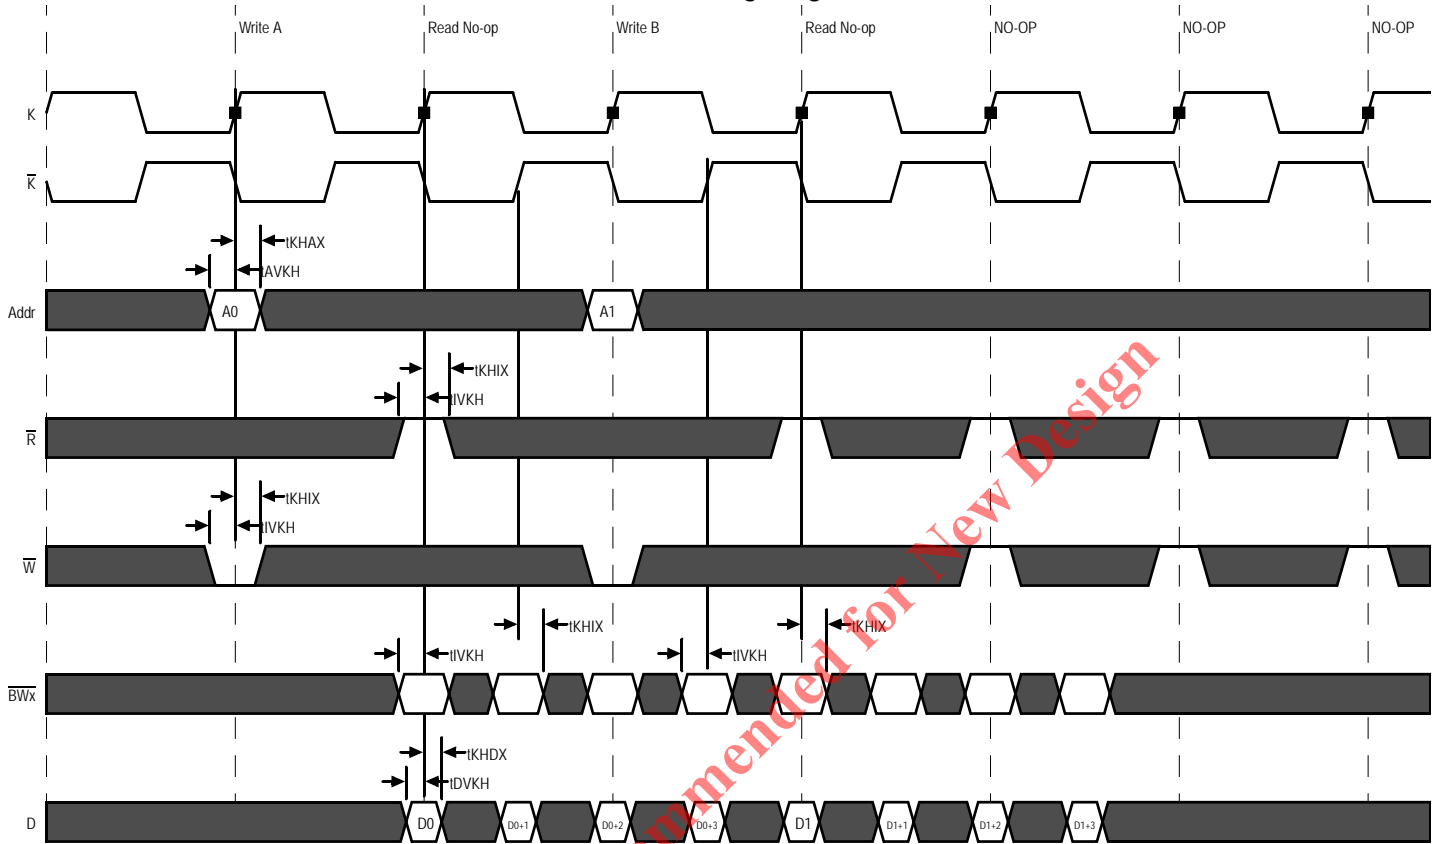 Write A Read No-op Write B Read No-op NO-OP NO-OP NO-OP
K
K
tKHAX
tAVKH
Addr A0 A1
tKHIX
tIVKH
R
tKHIX
tIVKH
W
tKHIX tKHIX
tIVKH tIVKH
BWx
tKHDX
tDVKH
D D0 D0+1 D0+2 D0+3 D1 D1+1 D1+2 D1+3
mmended for New Design